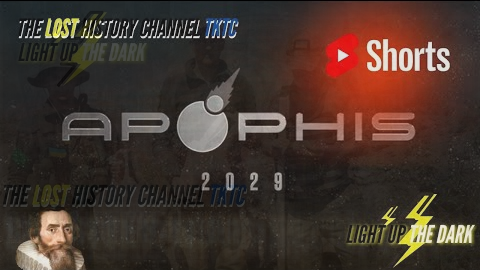 THE LOST HISTORY CHANNEL TKTC
LIGHT UP THE DARK
Shorts
APOPHIS
2029
THE LOST HISTORY CHANNEL TKTC
LIGHT UP THE DARK